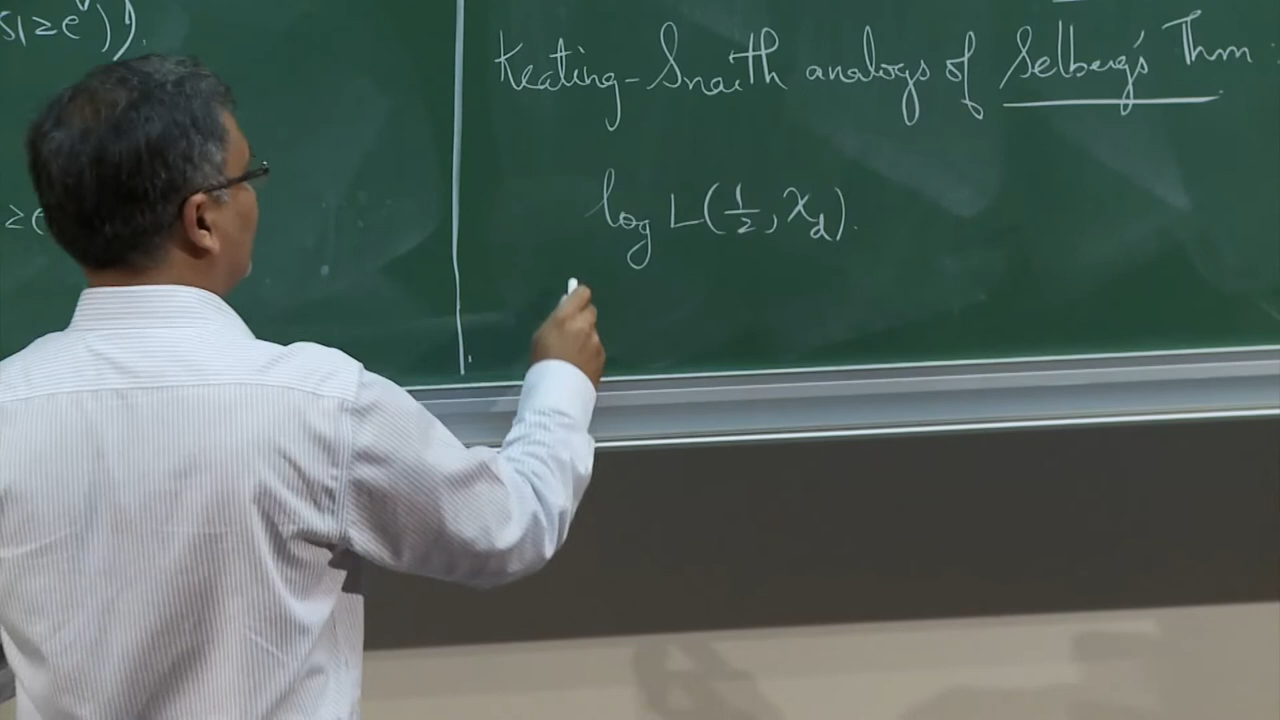 s)≥e^V)).
≥e
Keating-Snaith analogs of Selberg's Thm:
log L(1/2, χ_d).